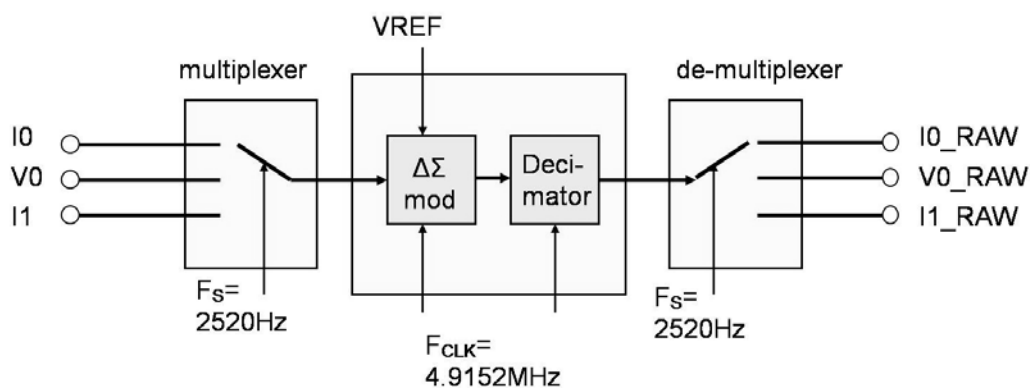 VREF
multiplexer
de-multiplexer
I0
V0
I1
ΔΣ
mod
Deci-
mator
I0_RAW
V0_RAW
I1_RAW
FS=
2520Hz
FCLK=
4.9152MHz
FS=
2520Hz